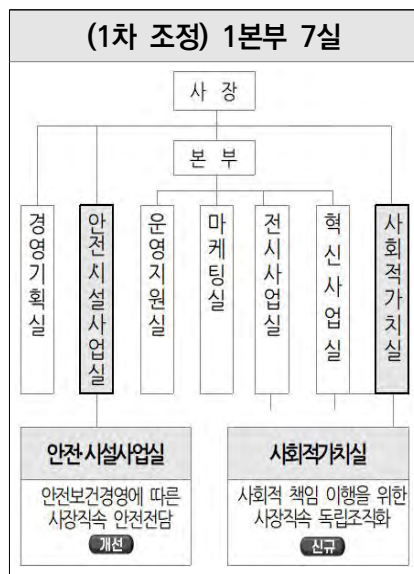 (1차 조정) 1본부 7실
사 장
본 부
경영기획실
안전시설사업실
운영지원실
마케팅실
전시사업실
혁신사업실
사회적가치실
안전·시설사업실
안전보건경영에 따른
사장직속 안전전담
개선
사회적가치실
사회적 책임 이행을 위한
사장직속 독립조직화
신규